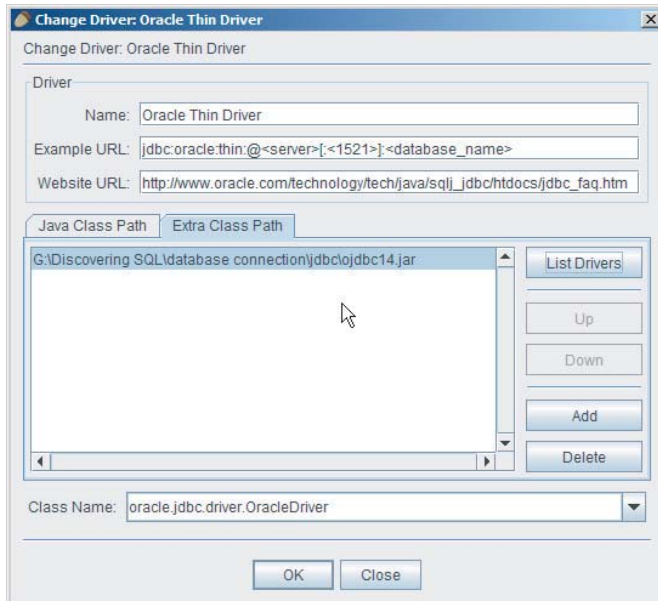 Change Driver: Oracle Thin Driver
Change Driver: Oracle Thin Driver
Driver
Name: Oracle Thin Driver
Example URL: jdbc:oracle:thin:@<server>[:<1521>]:<database_name>
Website URL: http://www.oracle.com/technology/tech/java/sqlj_jdbc/htdocs/jdbc_faq.htm
Java Class Path Extra Class Path
G:\Discovering SQL\database connection\jdbc\ojdbc14.jar
List Drivers
Up
Down
Add
Delete
Class Name: oracle.jdbc.driver.OracleDriver
OK Close